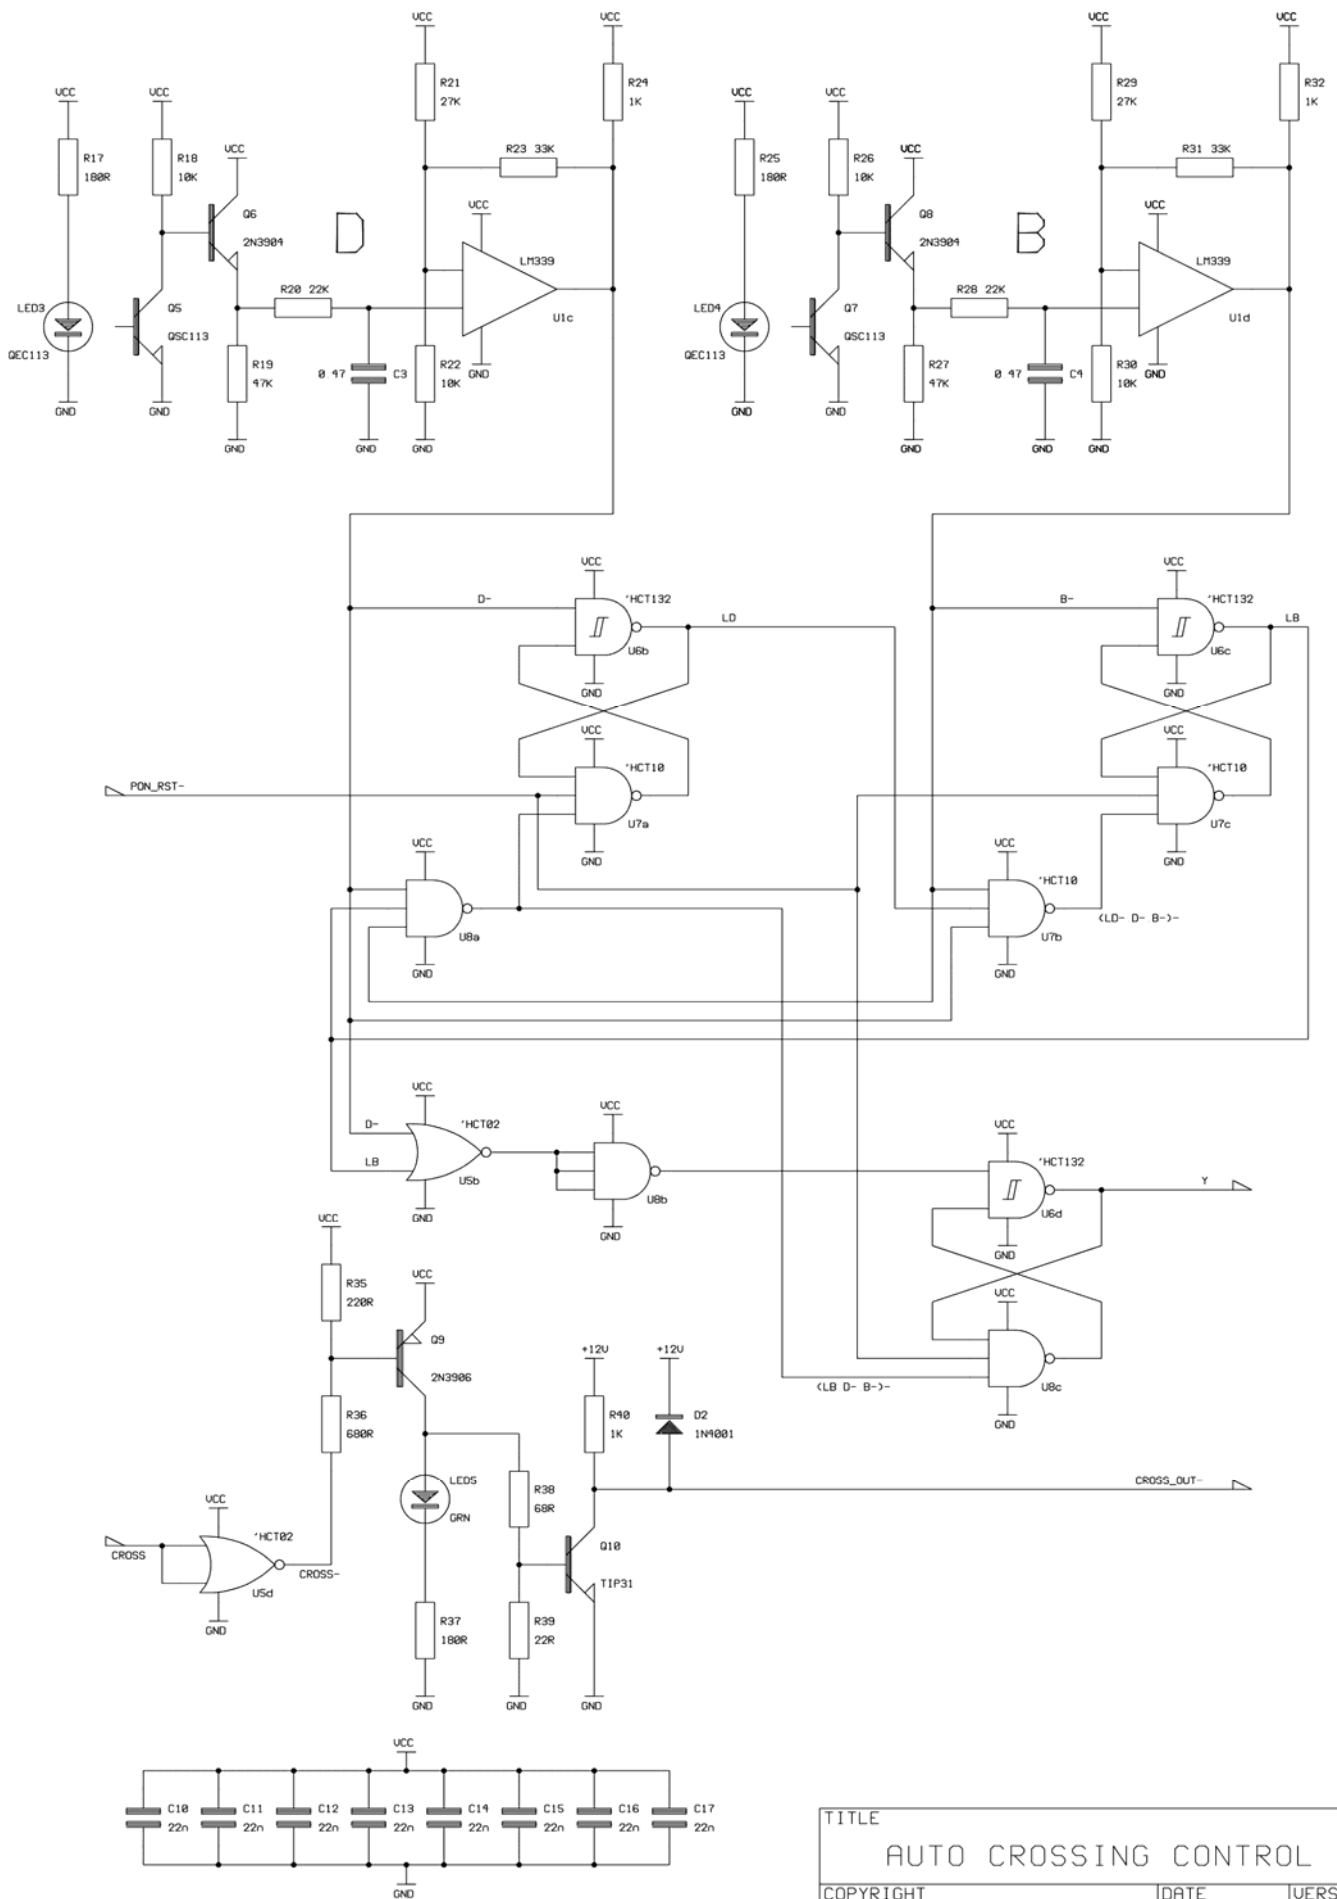 VCC VCC VCC VCC
R21 27K R24 1K R29 27K R32 1K
VCC VCC VCC VCC
R17 180R R18 10K VCC R23 33K R25 180R R26 10K VCC R31 33K
Q6 2N3904 D VCC LM339 Q8 2N3904 B VCC LM339
LED3 QEC113 Q5 QSC113 R20 22K U1c LED4 QEC113 Q7 QSC113 R28 22K U1d
R19 47K 0.47 C3 R22 10K GND R27 47K 0.47 C4 R30 10K GND
GND GND GND GND GND GND
GND GND GND GND
VCC VCC
D- 'HCT132 LD B- 'HCT132 LB
U6b U6c
GND GND
VCC VCC
PON_RST- 'HCT10 'HCT10
U7a U7c
VCC GND VCC GND
'HCT10
U8a U7b (LD- D- B-)-
GND GND
VCC VCC
D- 'HCT02 VCC
LB U5b U8b 'HCT132 Y
U6d
VCC GND GND GND
R35 220R VCC VCC
Q9 2N3906 +12V +12V
(LB D- B-)- U8c
R36 680R R40 1K D2 1N4001 GND
LED5 GRN R38 68R CROSS_OUT-
VCC
CROSS 'HCT02 CROSS- Q10 TIP31
U5d
GND R37 180R R39 22R
GND GND GND
VCC
C10 C11 C12 C13 C14 C15 C16 C17
22n 22n 22n 22n 22n 22n 22n 22n
GND
TITLE
AUTO CROSSING CONTROL
COPYRIGHT DATE VERS